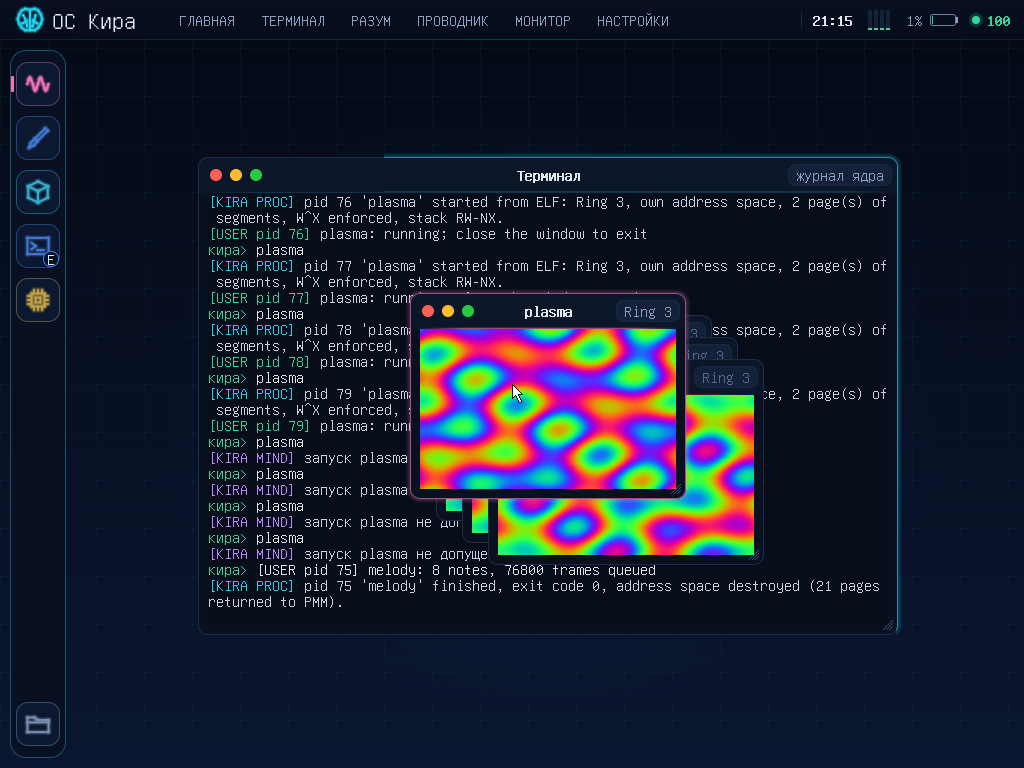 ОС Кира
ГЛАВНАЯ ТЕРМИНАЛ РАЗУМ ПРОВОДНИК МОНИТОР НАСТРОЙКИ
21:15 1% 100
E
Терминал
журнал ядра
[KIRA PROC] pid 76 'plasma' started from ELF: Ring 3, own address space, 2 page(s) of
segments, W^X enforced, stack RW-NX.
[USER pid 76] plasma: running; close the window to exit
кира> plasma
[KIRA PROC] pid 77 'plasma' started from ELF: Ring 3, own address space, 2 page(s) of
segments, W^X enforced, stack RW-NX.
[USER pid 77] plasma:
кира> plasma
[KIRA PROC] pid 78 'plasma' space, 2 page(s) of
segments, W^X enforced,
[USER pid 78] plasma:
кира> plasma
[KIRA PROC] pid 79 'plasma' space, 2 page(s) of
segments, W^X enforced,
[USER pid 79] plasma:
кира> plasma
[KIRA MIND] запуск plasma
кира> plasma
[KIRA MIND] запуск plasma
кира> plasma
[KIRA MIND] запуск plasma не
кира> plasma
[KIRA MIND] запуск plasma не
кира> [USER pid 75] melody: 8 notes, 76800 frames queued
[KIRA PROC] pid 75 'melody' finished, exit code 0, address space destroyed (21 pages
returned to PMM).
plasma
Ring 3
3
Ring 3
Ring 3